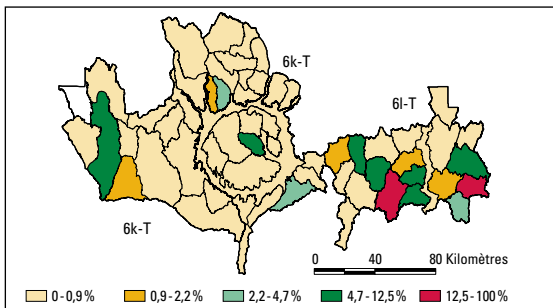 6k-T
6l-T
6k-T
0 40 80 Kilomètres
0 - 0,9 % 0,9 - 2,2 % 2,2 - 4,7 % 4,7 - 12,5 % 12,5 - 100 %